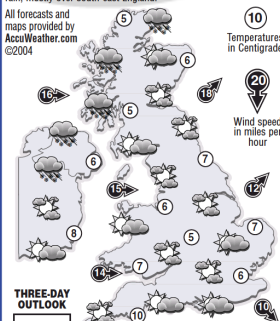 rain, mostly over south-east England.
All forecasts and
maps provided by
AccuWeather.com
©2004
5
10
Temperatures
in Centigrade
6
16
18
20
5
Wind speed
in miles per
hour
7
6
15
12
6
7
8
5
14
7
6
THREE-DAY
OUTLOOK
10
10